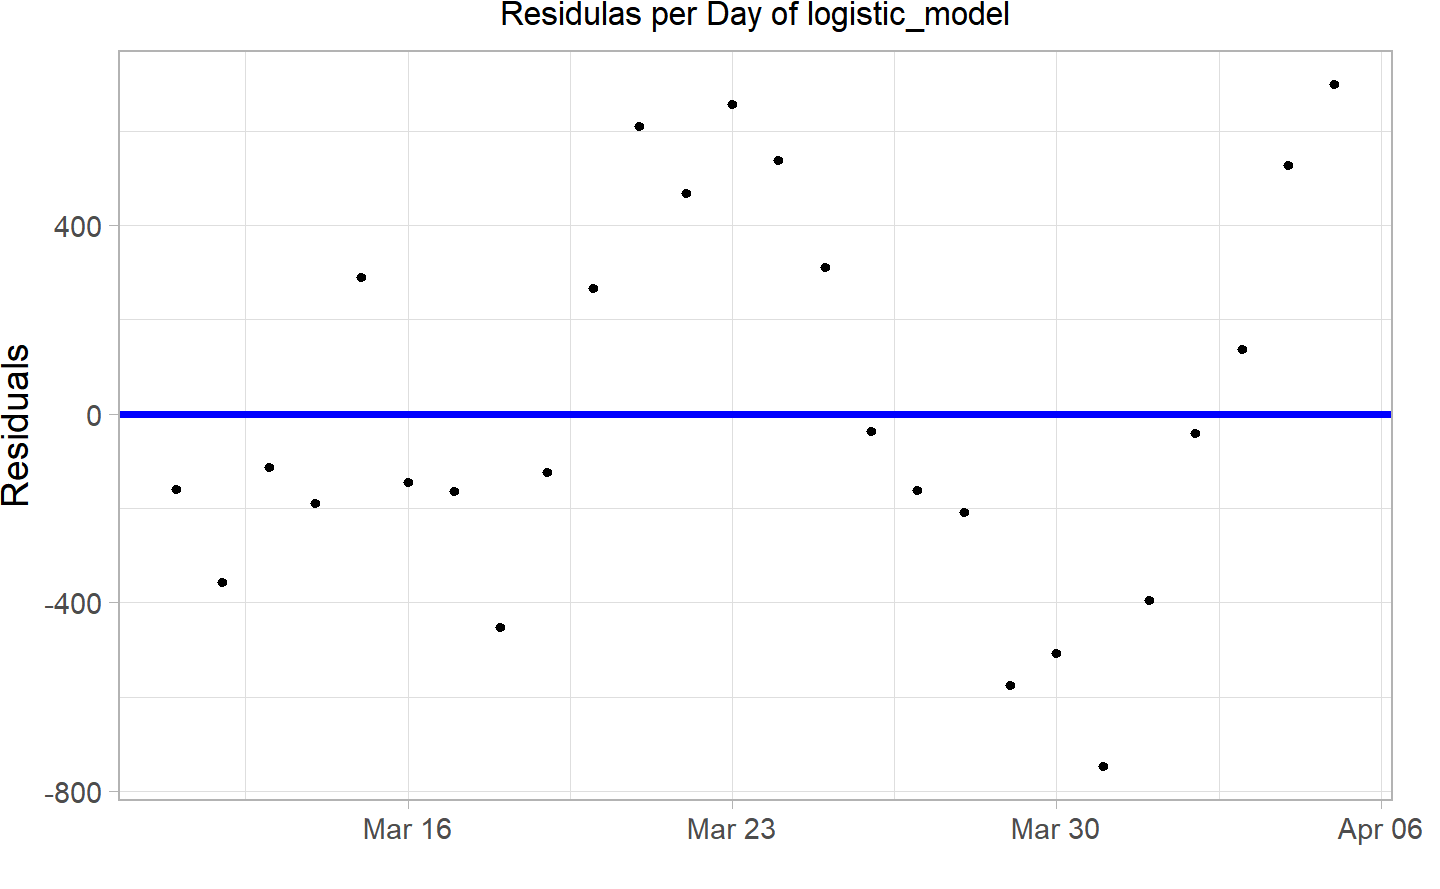 Residulas per Day of logistic_model
Residuals
400
0
-400
-800
Mar 16
Mar 23
Mar 30
Apr 06